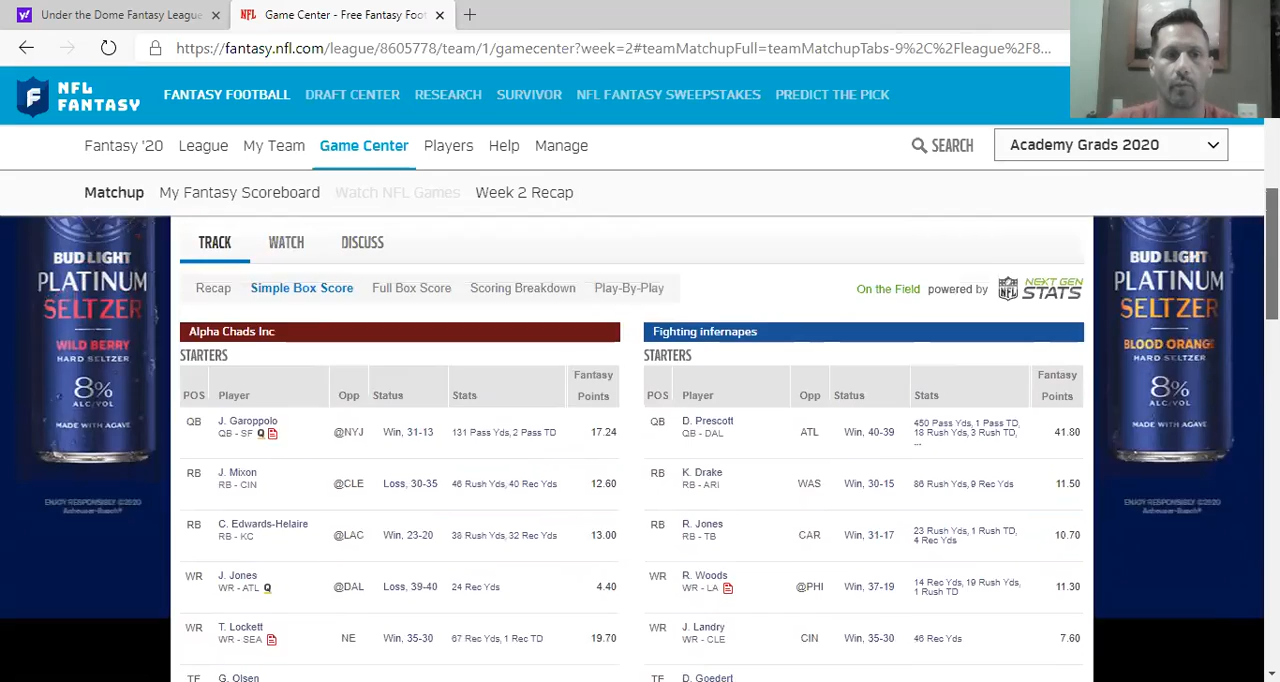 Under the Dome Fantasy League
Game Center - Free Fantasy Foot
https://fantasy.nfl.com/league/8605778/team/1/gamecenter?week=2#teamMatchupFull=teamMatchupTabs-9%2C%2Fleague%2F8...
NFL FANTASY
FANTASY FOOTBALL DRAFT CENTER RESEARCH SURVIVOR NFL FANTASY SWEEPSTAKES PREDICT THE PICK
Fantasy '20 League My Team Game Center Players Help Manage SEARCH Academy Grads 2020
Matchup My Fantasy Scoreboard Watch NFL Games Week 2 Recap
TRACK WATCH DISCUSS
Recap Simple Box Score Full Box Score Scoring Breakdown Play-By-Play On the Field powered by NFL NEXT GEN STATS
Alpha Chads Inc
STARTERS
POS Player Opp Status Stats Fantasy Points
QB J. Garoppolo @NYJ Win, 31-13 131 Pass Yds, 2 Pass TD 17.24
QB - SF Q
RB J. Mixon @CLE Loss, 30-35 46 Rush Yds, 40 Rec Yds 12.60
RB - CIN
RB C. Edwards-Helaire @LAC Win, 23-20 38 Rush Yds, 32 Rec Yds 13.00
RB - KC
WR J. Jones @DAL Loss, 39-40 24 Rec Yds 4.40
WR - ATL Q
WR T. Lockett NE Win, 35-30 67 Rec Yds, 1 Rec TD 19.70
WR - SEA
TE G. Olsen
Fighting infernapes
STARTERS
POS Player Opp Status Stats Fantasy Points
QB D. Prescott ATL Win, 40-39 450 Pass Yds, 1 Pass TD, 41.80
QB - DAL 18 Rush Yds, 3 Rush TD,
...
RB K. Drake WAS Win, 30-15 86 Rush Yds, 9 Rec Yds 11.50
RB - ARI
RB R. Jones CAR Win, 31-17 23 Rush Yds, 1 Rush TD, 10.70
RB - TB 4 Rec Yds
WR R. Woods @PHI Win, 37-19 14 Rec Yds, 19 Rush Yds, 11.30
WR - LA 1 Rush TD
WR J. Landry CIN Win, 35-30 46 Rec Yds 7.60
WR - CLE
TE D. Goedert
BUD LIGHT
PLATINUM
SELTZER
WILD BERRY
HARD SELTZER
8%
ALC/VOL
MADE WITH AGAVE
ENJOY RESPONSIBLY ©2020
BUD LIGHT
PLATINUM
SELTZER
BLOOD ORANGE
HARD SELTZER
8%
ALC/VOL
MADE WITH AGAVE
ENJOY RESPONSIBLY ©2020